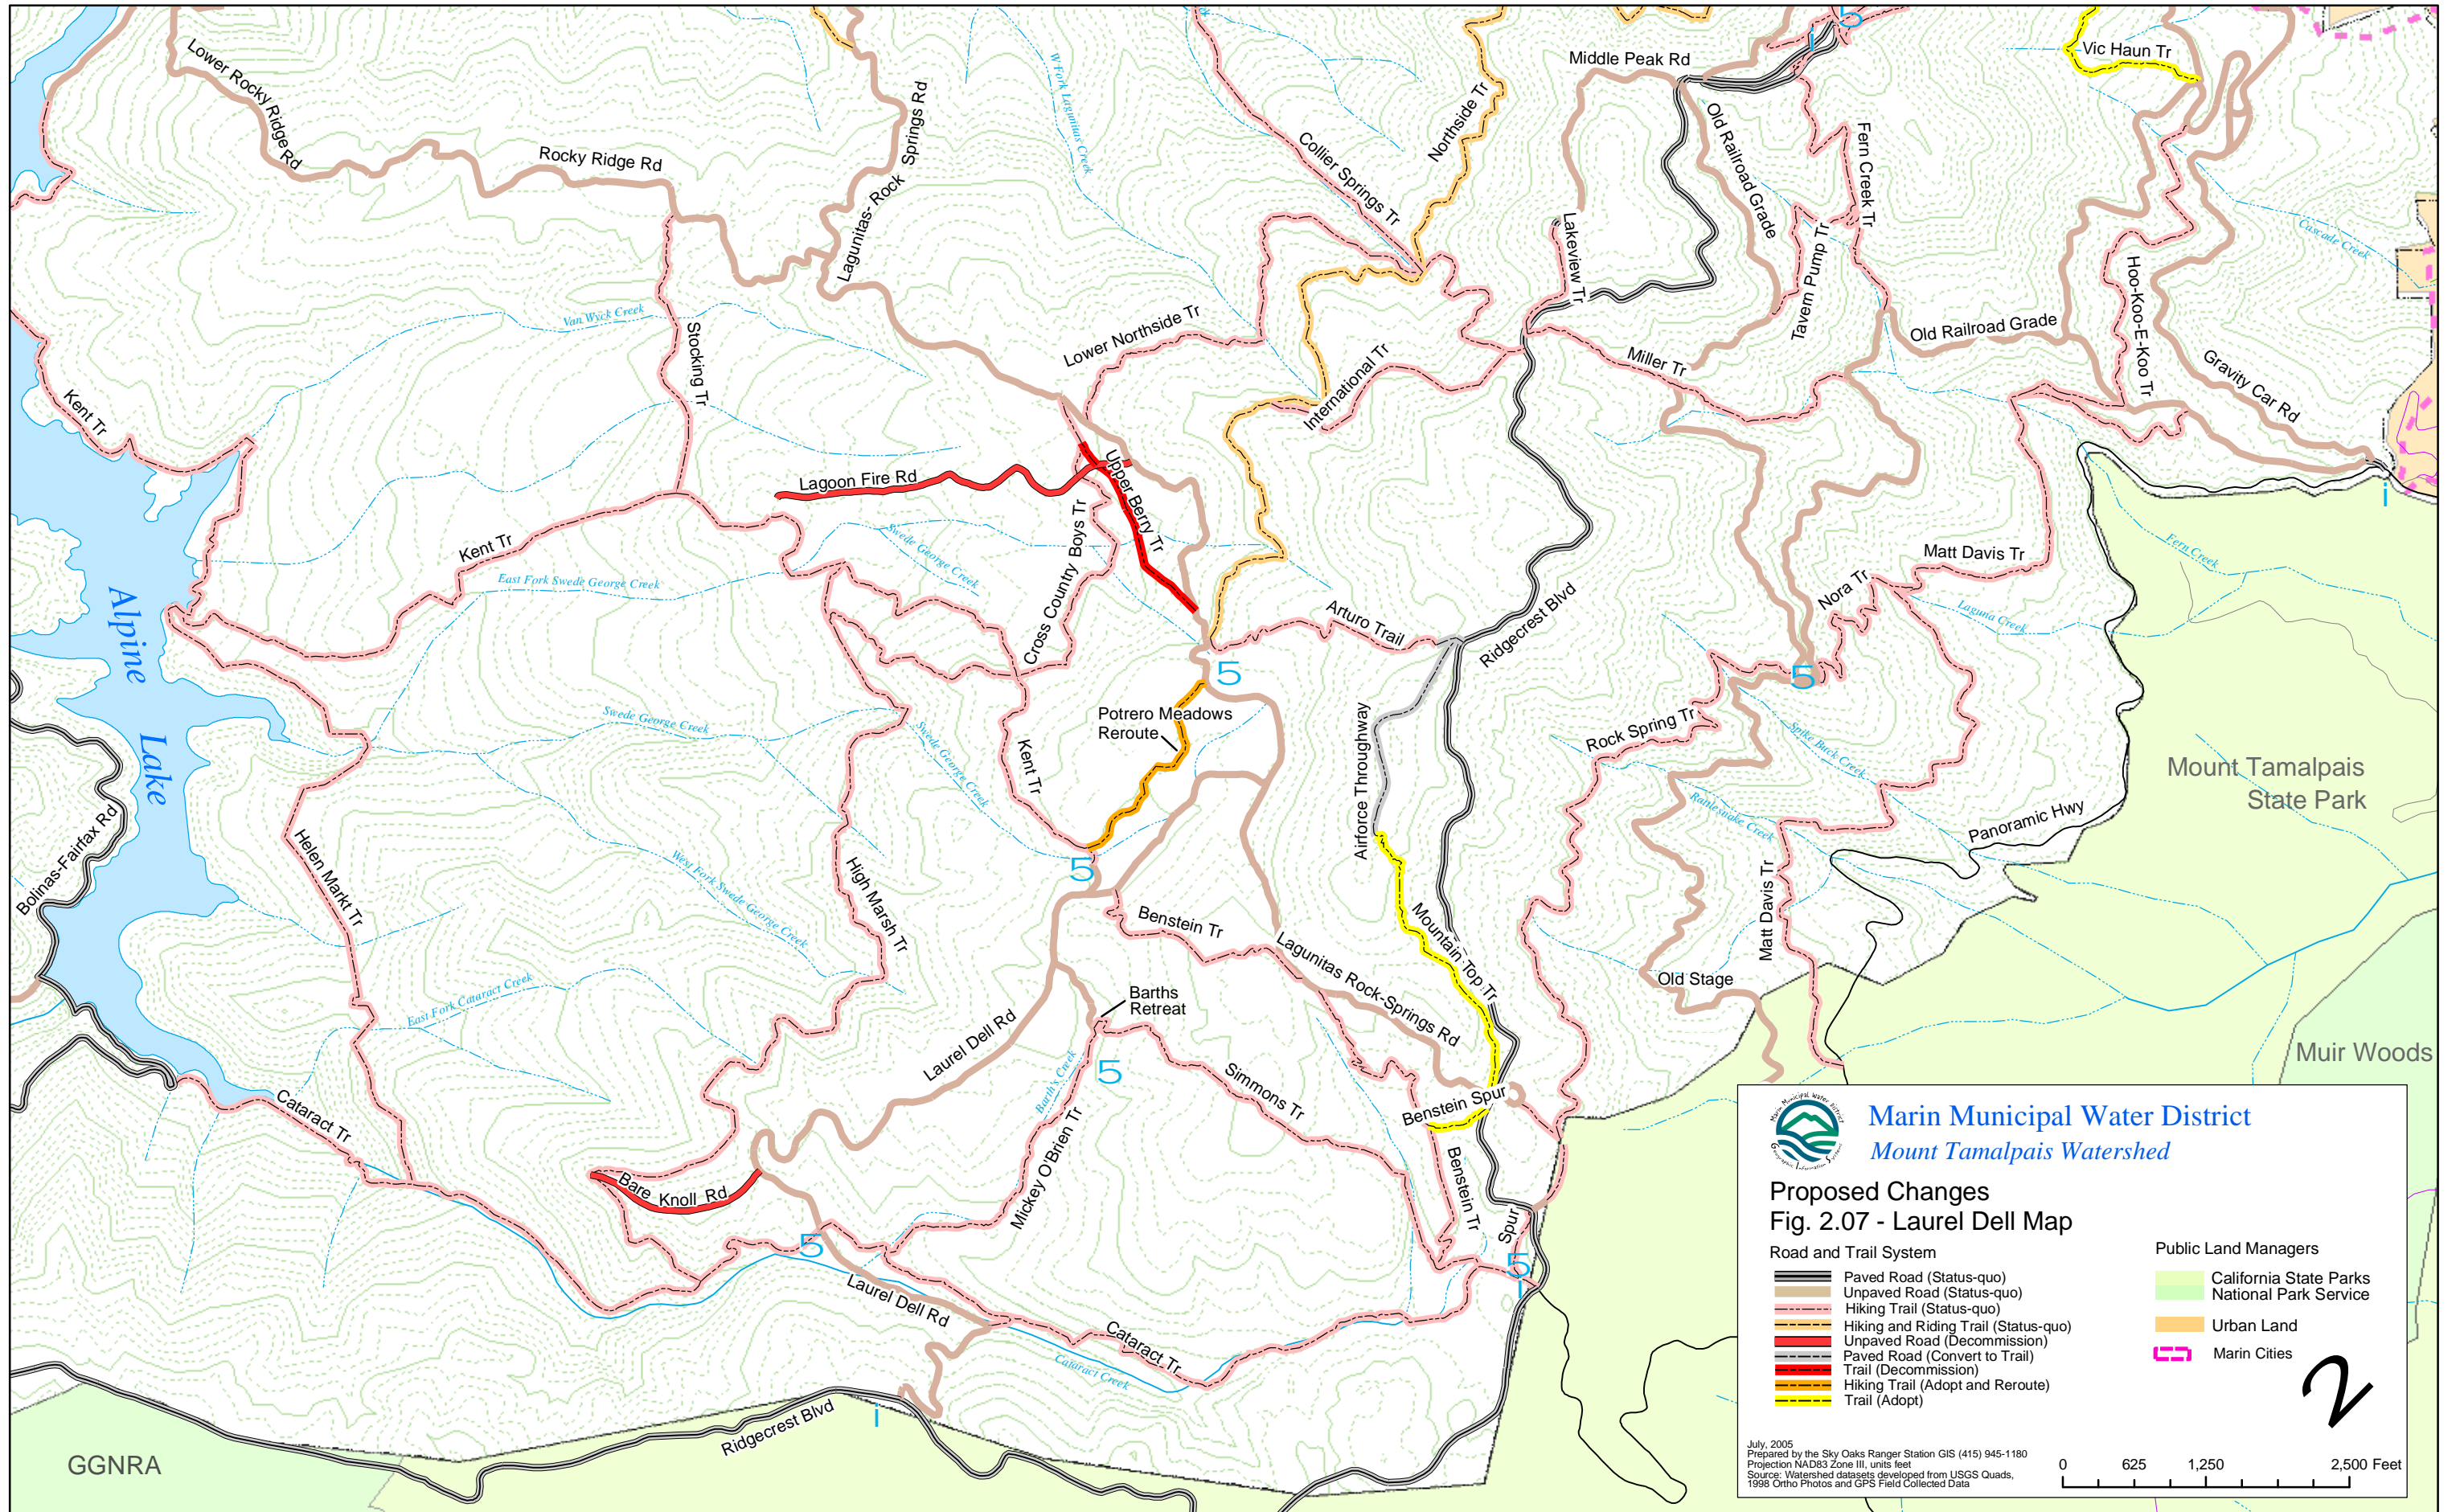 Lower Rocky Ridge Rd
Rocky Ridge Rd
Lagunitas- Rock Springs Rd
W Fork Lagunitas Creek
Collier Springs Tr
Northside Tr
Middle Peak Rd
Old Railroad Grade
Fern Creek Tr
Vic Haun Tr
5
i
Lakeview Tr
Tavern Pump Tr
Cascade Creek
Hoo-Koo-E-Koo Tr
Old Railroad Grade
Gravity Car Rd
Van Wyck Creek
Stocking Tr
Lower Northside Tr
International Tr
Miller Tr
Kent Tr
Lagoon Fire Rd
Upper Berry Tr
Cross Country Boys Tr
Kent Tr
Swede George Creek
East Fork Swede George Creek
Arturo Trail
Ridgecrest Blvd
Nora Tr
Matt Davis Tr
Laguna Creek
Fern Creek
i
Alpine
Lake
5
5
Potrero Meadows
Reroute
Swede George Creek
Swede George Creek
Kent Tr
Airforce Throughway
Rock Spring Tr
Spike Buck Creek
Rattlesnake Creek
Panoramic Hwy
Mount Tamalpais
State Park
Bolinas-Fairfax Rd
Helen Markt Tr
West Fork Swede George Creek
High Marsh Tr
5
Benstein Tr
Mountain Top Tr
Matt Davis Tr
Lagunitas Rock-Springs Rd
Old Stage
East Fork Cataract Creek
Barths
Retreat
Laurel Dell Rd
Barth's Creek
5
Simmons Tr
Benstein Spur
Muir Woods
Cataract Tr
Mickey O'Brien Tr
Bare Knoll Rd
Benstein Tr
Spur
5
5
i
Laurel Dell Rd
Cataract Tr
Cataract Creek
Ridgecrest Blvd
i
GGNRA
Marin Municipal Water District
Geographic Information Systems
Marin Municipal Water District
Mount Tamalpais Watershed
Proposed Changes
Fig. 2.07 - Laurel Dell Map
Road and Trail System
Paved Road (Status-quo)
Unpaved Road (Status-quo)
Hiking Trail (Status-quo)
Hiking and Riding Trail (Status-quo)
Unpaved Road (Decommission)
Paved Road (Convert to Trail)
Trail (Decommission)
Hiking Trail (Adopt and Reroute)
Trail (Adopt)
Public Land Managers
California State Parks
National Park Service
Urban Land
Marin Cities
2
July, 2005
Prepared by the Sky Oaks Ranger Station GIS (415) 945-1180
Projection NAD83 Zone III, units feet
Source: Watershed datasets developed from USGS Quads,
1998 Ortho Photos and GPS Field Collected Data
0 625 1,250 2,500 Feet